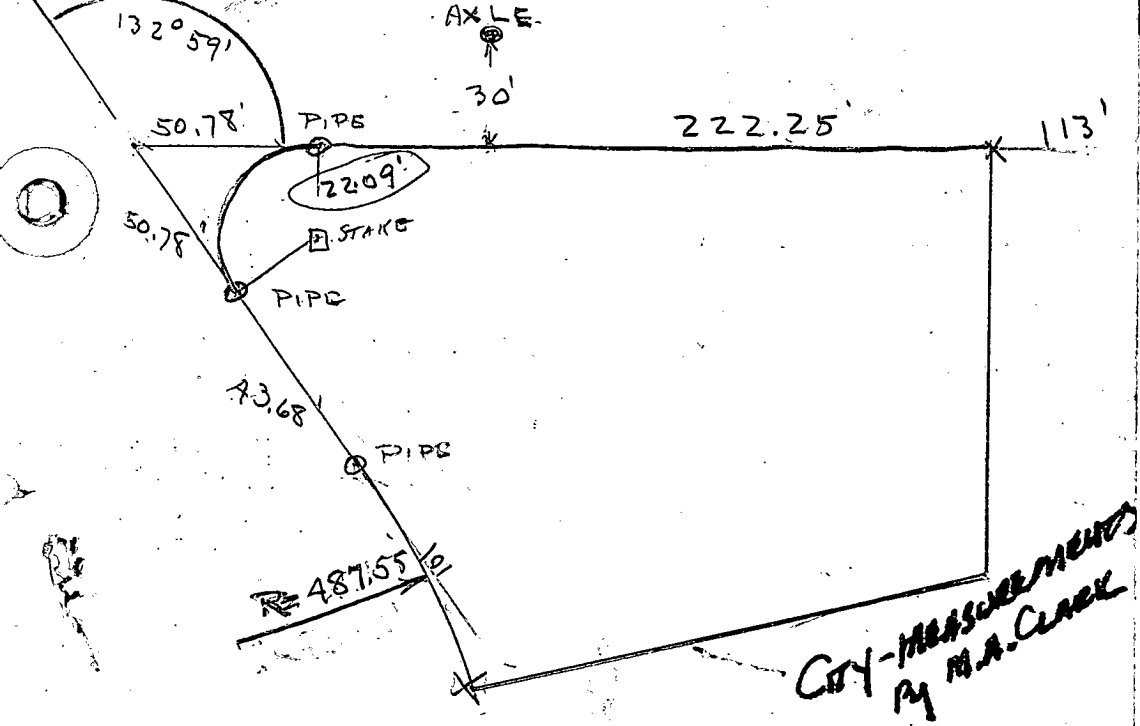 AXLE
132° 59'
30'
50.78'
PIPE
222.25'
113'
22.09'
50.78'
STAKE
PIPE
43.68'
PIPE
R= 487.55'
CITY-MEASUREMENTS
By M.A. CLARK